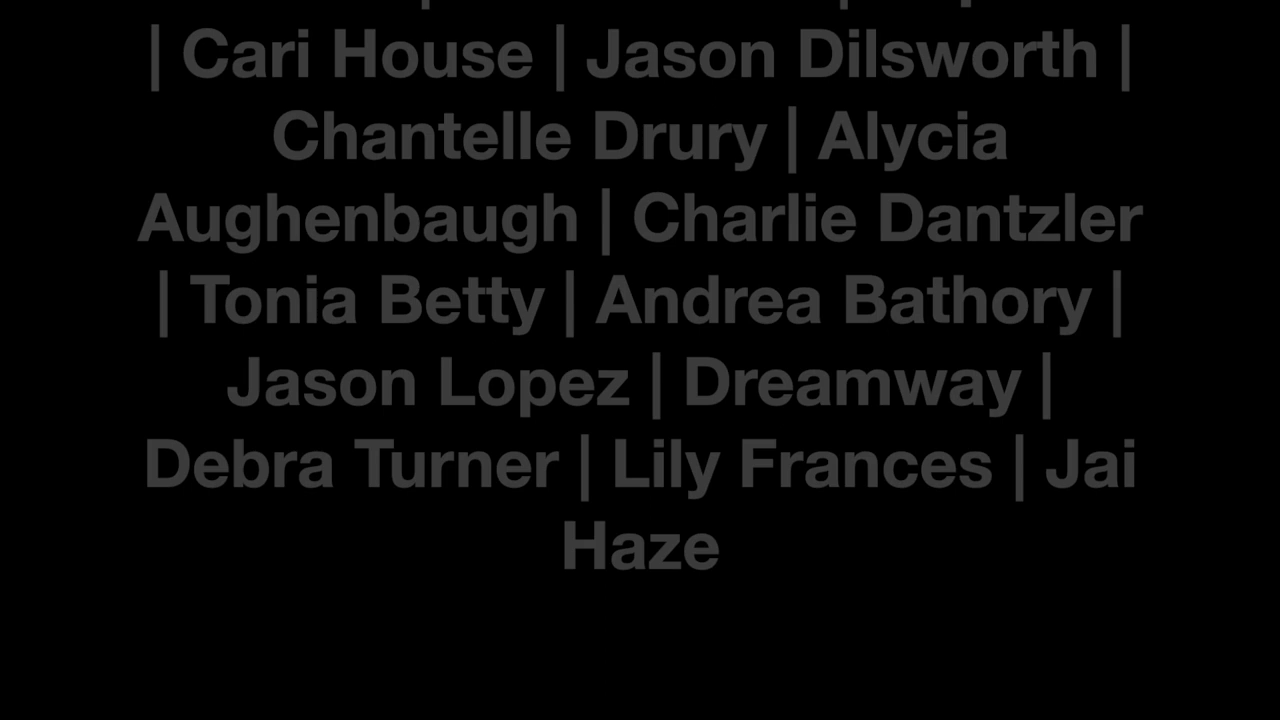 | Cari House | Jason Dilsworth |
Chantelle Drury | Alycia
Aughenbaugh | Charlie Dantzler
| Tonia Betty | Andrea Bathory |
Jason Lopez | Dreamway |
Debra Turner | Lily Frances | Jai
Haze